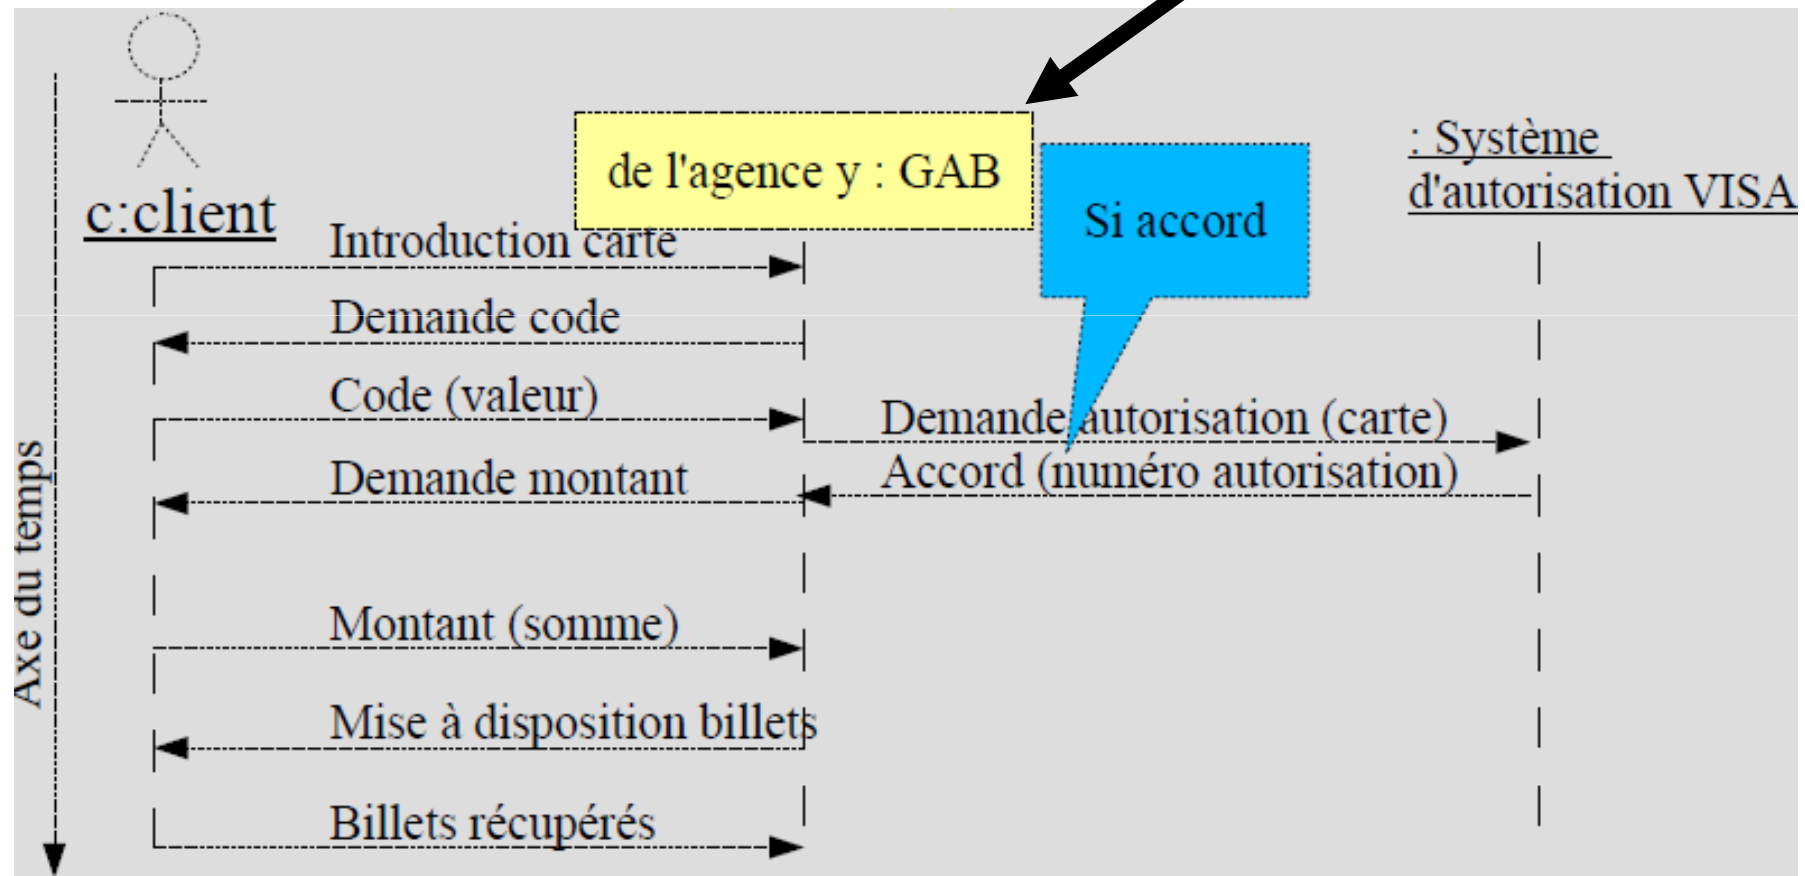 de l'agence y : GAB
: Système
d'autorisation VISA
Si accord
c:client
Introduction carte
Demande code
Code (valeur)
Demande autorisation (carte)
Accord (numéro autorisation)
Demande montant
Axe du temps
Montant (somme)
Mise à disposition billets
Billets récupérés